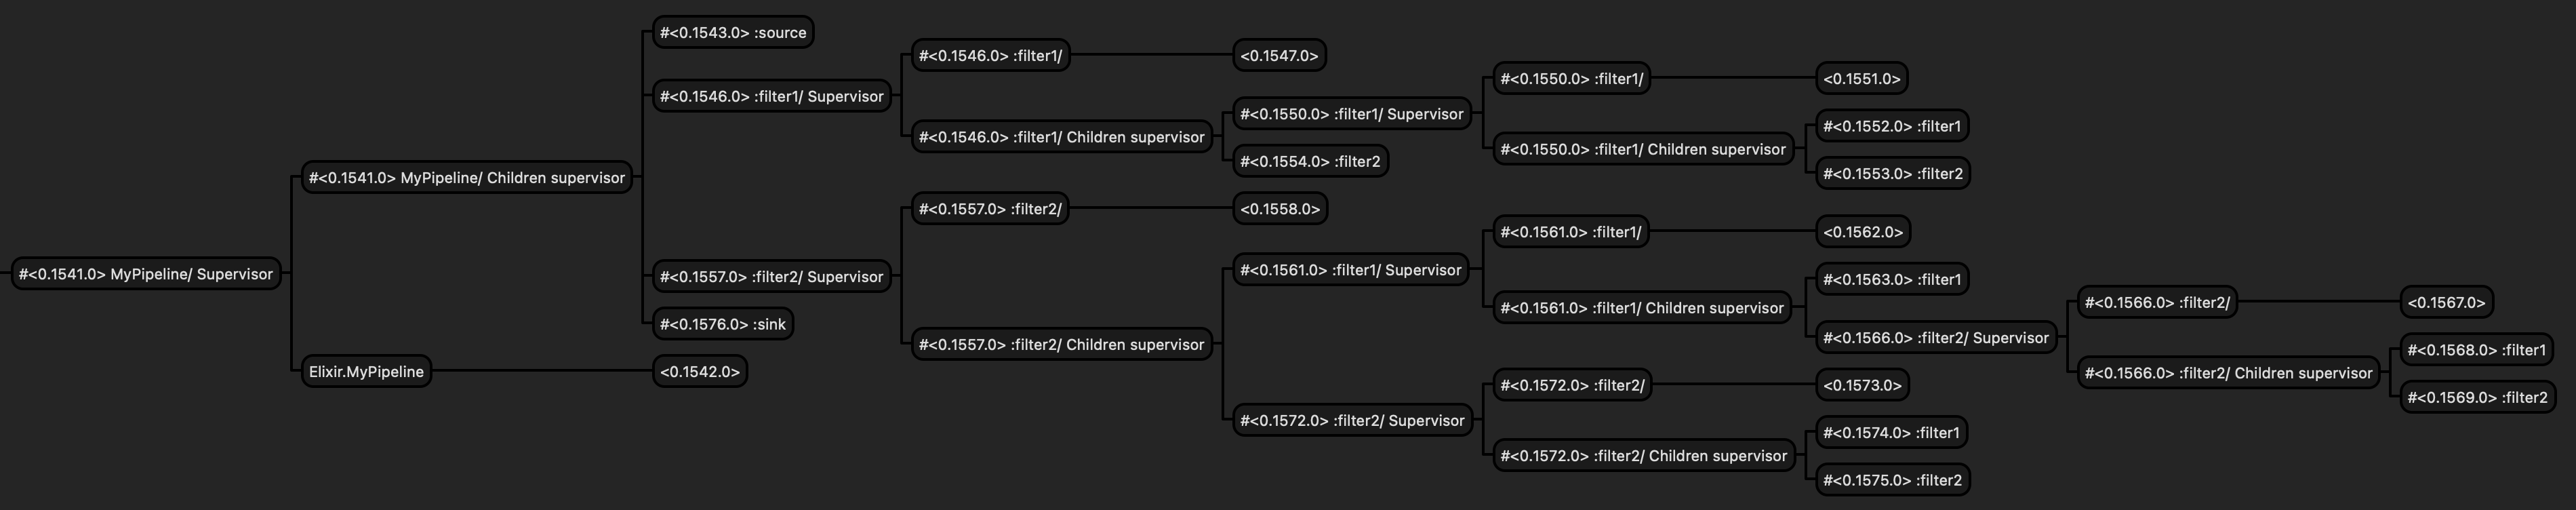 #<0.1541.0> MyPipeline/ Supervisor
#<0.1541.0> MyPipeline/ Children supervisor
#<0.1543.0> :source
#<0.1546.0> :filter1/ Supervisor
#<0.1546.0> :filter1/
<0.1547.0>
#<0.1546.0> :filter1/ Children supervisor
#<0.1550.0> :filter1/ Supervisor
#<0.1550.0> :filter1/
<0.1551.0>
#<0.1550.0> :filter1/ Children supervisor
#<0.1552.0> :filter1
#<0.1553.0> :filter2
#<0.1554.0> :filter2
#<0.1557.0> :filter2/ Supervisor
#<0.1557.0> :filter2/
<0.1558.0>
#<0.1557.0> :filter2/ Children supervisor
#<0.1561.0> :filter1/ Supervisor
#<0.1561.0> :filter1/
<0.1562.0>
#<0.1561.0> :filter1/ Children supervisor
#<0.1563.0> :filter1
#<0.1566.0> :filter2/ Supervisor
#<0.1566.0> :filter2/
<0.1567.0>
#<0.1566.0> :filter2/ Children supervisor
#<0.1568.0> :filter1
#<0.1569.0> :filter2
#<0.1572.0> :filter2/ Supervisor
#<0.1572.0> :filter2/
<0.1573.0>
#<0.1572.0> :filter2/ Children supervisor
#<0.1574.0> :filter1
#<0.1575.0> :filter2
#<0.1576.0> :sink
Elixir.MyPipeline
<0.1542.0>